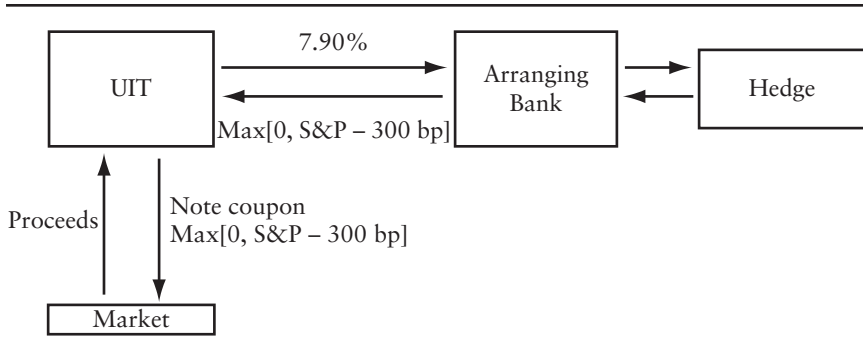 7.90%
UIT
Arranging
Bank
Hedge
Max[0, S&P – 300 bp]
Proceeds
Note coupon
Max[0, S&P – 300 bp]
Market